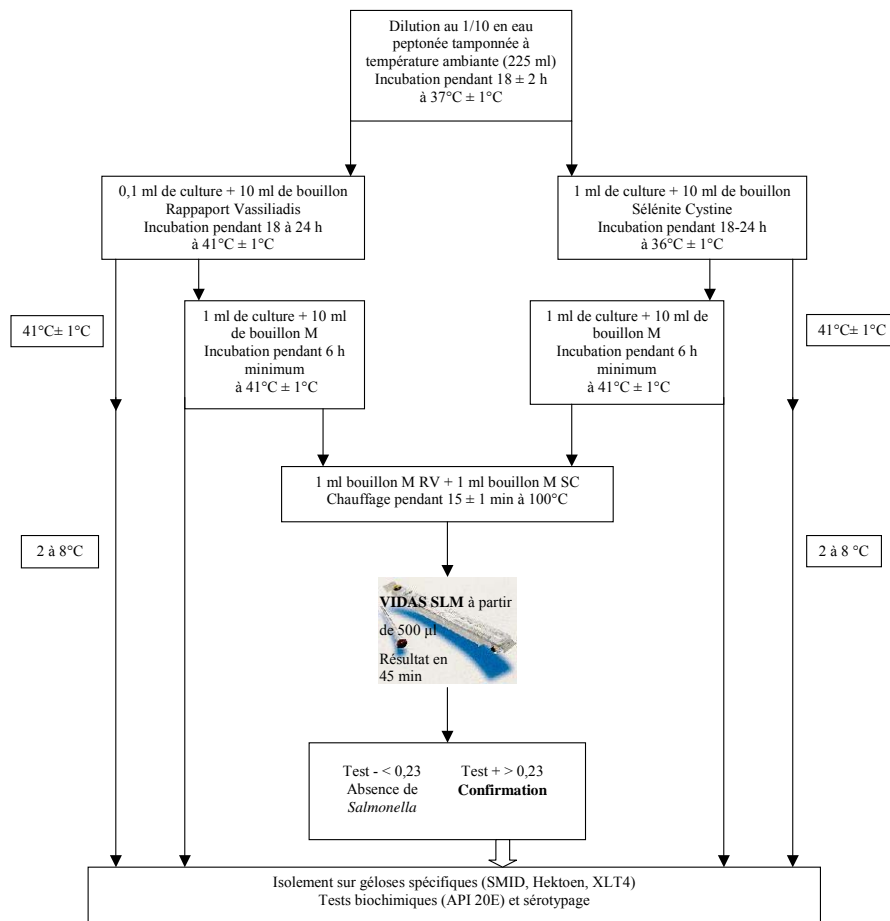 Dilution au 1/10 en eau
peptonée tamponnée à
température ambiante (225 ml)
Incubation pendant 18 ± 2 h
à 37°C ± 1°C
0,1 ml de culture + 10 ml de bouillon
Rappaport Vassiliadis
Incubation pendant 18 à 24 h
à 41°C ± 1°C
1 ml de culture + 10 ml de bouillon
Sélénite Cystine
Incubation pendant 18-24 h
à 36°C ± 1°C
41°C± 1°C
1 ml de culture + 10 ml
de bouillon M
Incubation pendant 6 h
minimum
à 41°C ± 1°C
1 ml de culture + 10 ml de
bouillon M
Incubation pendant 6 h
minimum
à 41°C ± 1°C
41°C± 1°C
1 ml bouillon M RV + 1 ml bouillon M SC
Chauffage pendant 15 ± 1 min à 100°C
2 à 8°C
2 à 8 °C
VIDAS SLM à partir
de 500 µl
Résultat en
45 min
Test - < 0,23
Absence de
Salmonella
Test + > 0,23
Confirmation
Isolement sur géloses spécifiques (SMID, Hektoen, XLT4)
Tests biochimiques (API 20E) et sérotypage